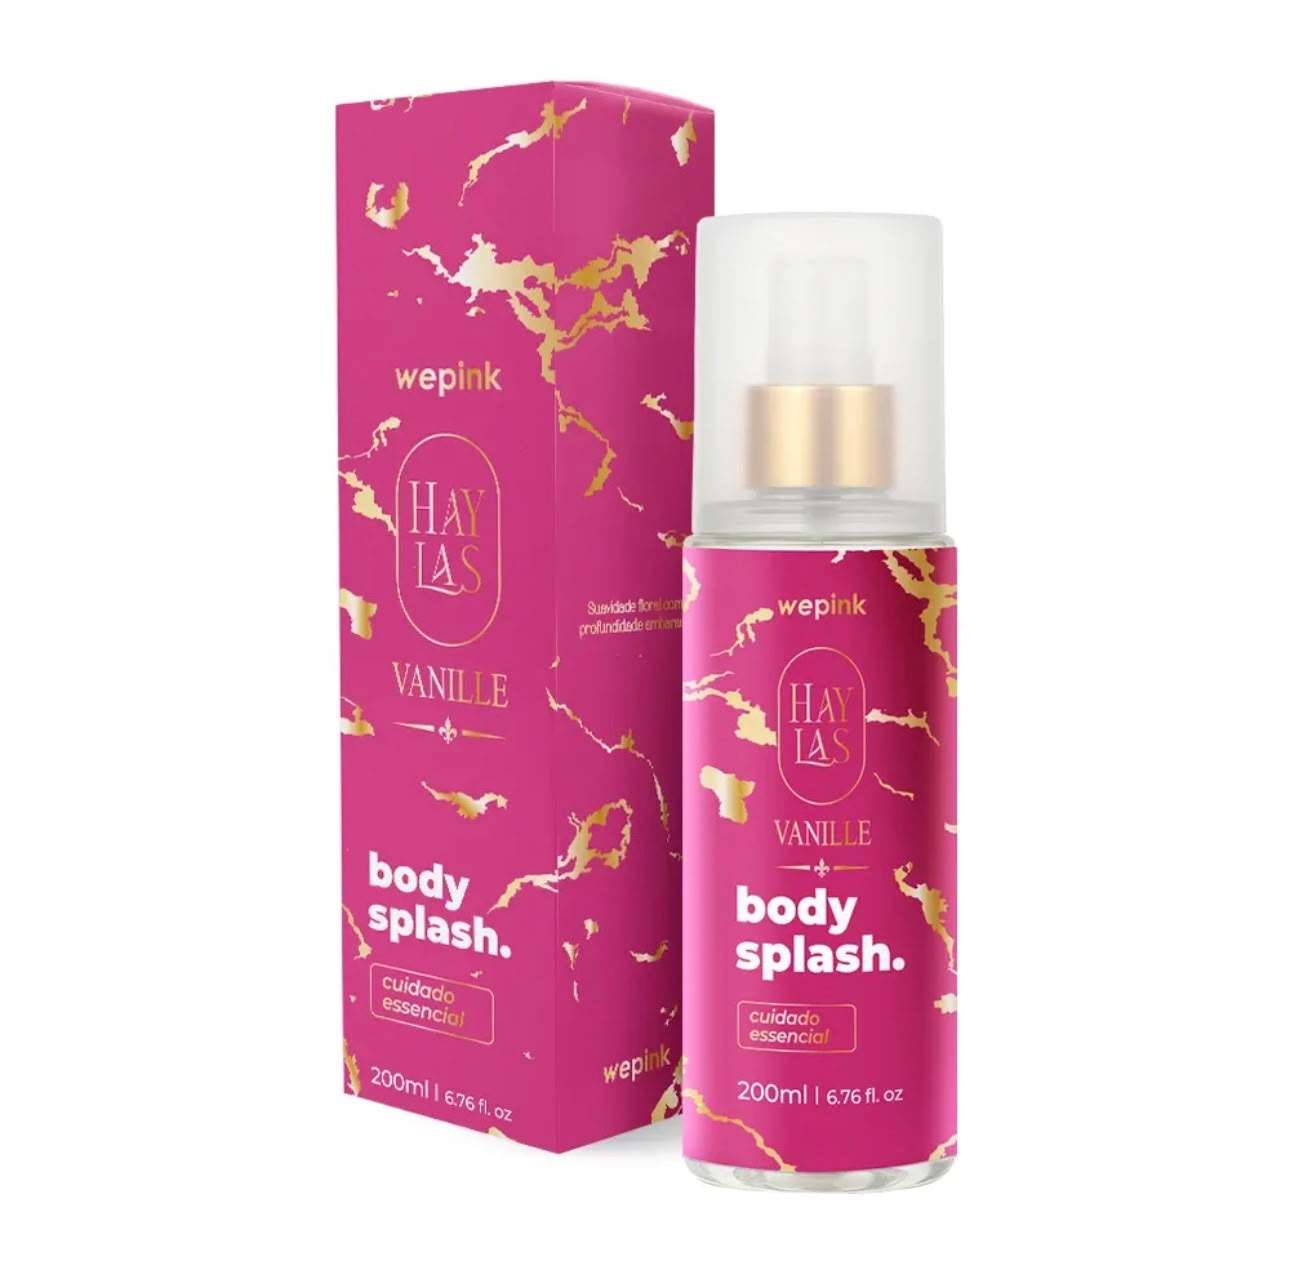 wepink
HAY
LAS
VANILLE
body
splash.
cuidado
essencial
200ml | 6.76 fl. oz
Suavidade floral com
profundidade
wepink
wepink
HAY
LAS
VANILLE
body
splash.
cuidado
essencial
200ml | 6.76 fl. oz